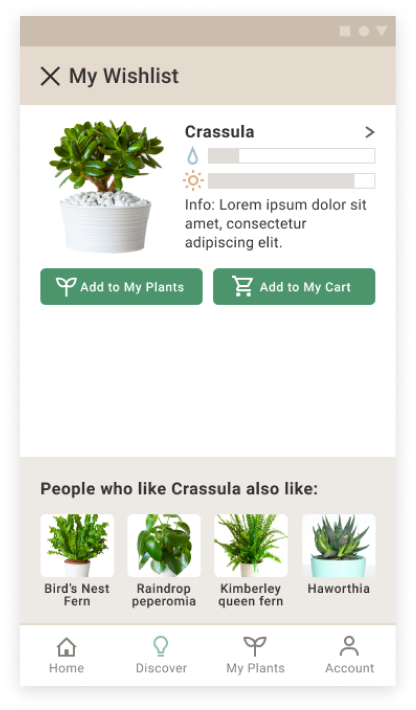 My Wishlist
Crassula
Info: Lorem ipsum dolor sit
amet, consectetur
adipiscing elit.
Add to My Plants
Add to My Cart
People who like Crassula also like:
Bird's Nest
Fern
Raindrop
peperomia
Kimberley
queen fern
Haworthia
Home
Discover
My Plants
Account